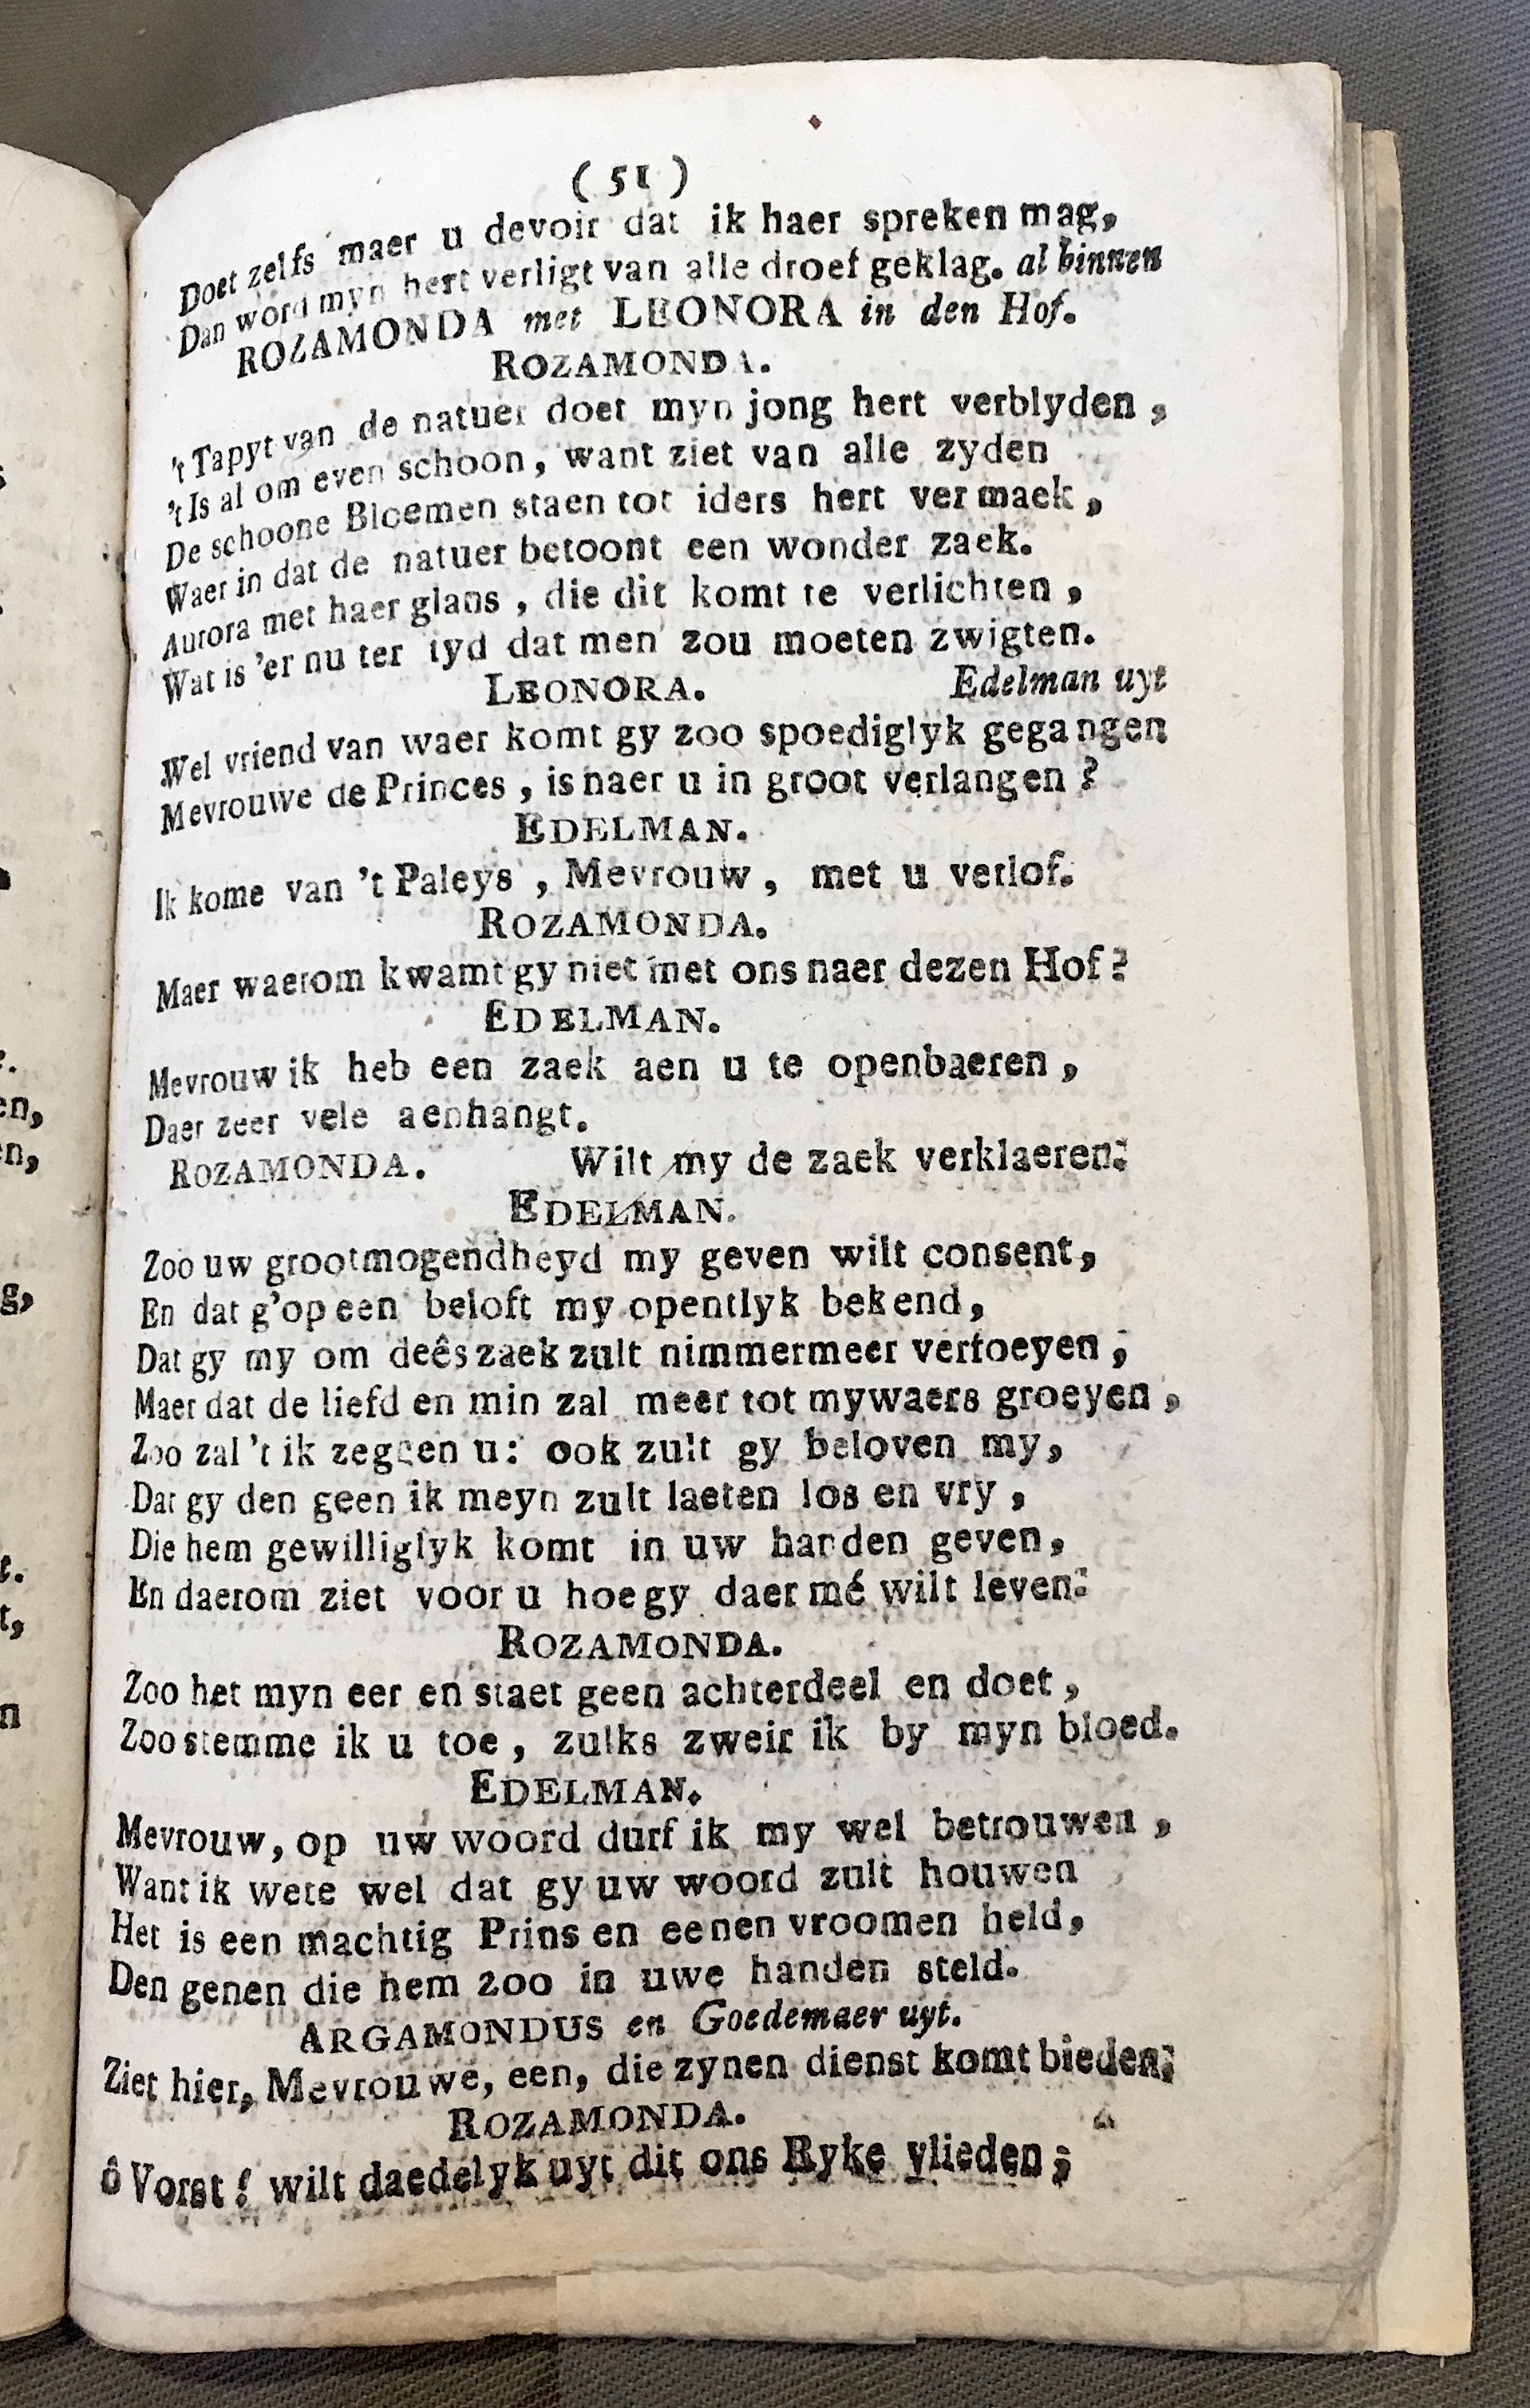 ( 51 )
Doet zelfs maer u devoir dat ik haer spreken mag,
Dan word myn hert verligt van alle droef geklag. al binnen
ROZAMONDA met LEONORA in den Hof.
ROZAMONDA.
't Tapyt van de natuer doet myn jong hert verblyden,
't Is al om even schoon, want ziet van alle zyden
De schoone Bloemen staen tot iders hert vermaek,
Waer in dat de natuer betoont een wonder zaek.
Aurora met haer glans, die dit komt te verlichten,
Wat is 'er nu ter tyd dat men zou moeten zwigten.
LEONORA. Edelman uyt
Wel vriend van waer komt gy zoo spoediglyk gegangen
Mevrouwe de Princes, is naer u in groot verlangen?
EDELMAN.
Ik kome van 't Paleys, Mevrouw, met u verlof.
ROZAMONDA.
Maer waerom kwamt gy niet met ons naer dezen Hof?
EDELMAN.
Mevrouw ik heb een zaek aen u te openbaeren,
Daer zeer vele aenhangt.
ROZAMONDA. Wilt my de zaek verklaeren:
EDELMAN.
Zoo uw grootmogendheyd my geven wilt consent,
En dat g'op een beloft my opentlyk bekend,
Dat gy my om deês zaek zult nimmermeer verfoeyen;
Maer dat de liefd en min zal meer tot mywaers groeyen,
Zoo zal 't ik zeggen u: ook zult gy beloven my,
Dat gy den geen ik meyn zult laeten los en vry,
Die hem gewilliglyk komt in uw handen geven,
En daerom ziet voor u hoe gy daer mé wilt leven:
ROZAMONDA.
Zoo het myn eer en staet geen achterdeel en doet,
Zoo stemme ik u toe, zulks zweir ik by myn bloed.
EDELMAN.
Mevrouw, op uw woord durf ik my wel betrouwen,
Want ik wete wel dat gy uw woord zult houwen
Het is een machtig Prins en eenen vroomen held,
Den genen die hem zoo in uwe handen steld.
ARGAMONDUS en Goedemaer uyt.
Ziet hier, Mevrouwe, een, die zynen dienst komt bieden:
ROZAMONDA.
ô Vorst! wilt daedelyk uyt dit ons Ryke vlieden;